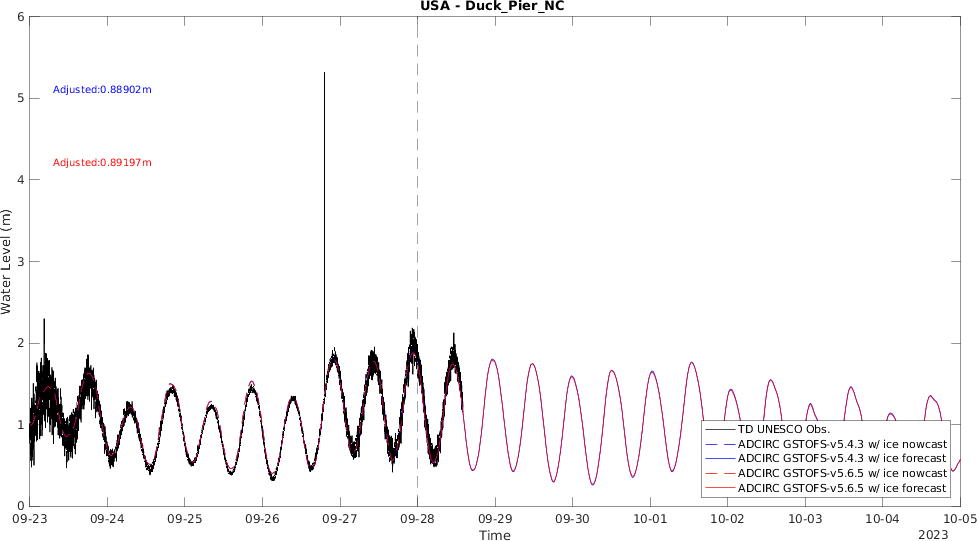 USA - Duck_Pier_NC
6
5
4
3
2
1
0
Water Level (m)
Adjusted:0.88902m
Adjusted:0.89197m
TD UNESCO Obs.
ADCIRC GSTOFS-v5.4.3 w/ ice nowcast
ADCIRC GSTOFS-v5.4.3 w/ ice forecast
ADCIRC GSTOFS-v5.6.5 w/ ice nowcast
ADCIRC GSTOFS-v5.6.5 w/ ice forecast
09-23 09-24 09-25 09-26 09-27 09-28 09-29 09-30 10-01 10-02 10-03 10-04 10-05
Time
2023